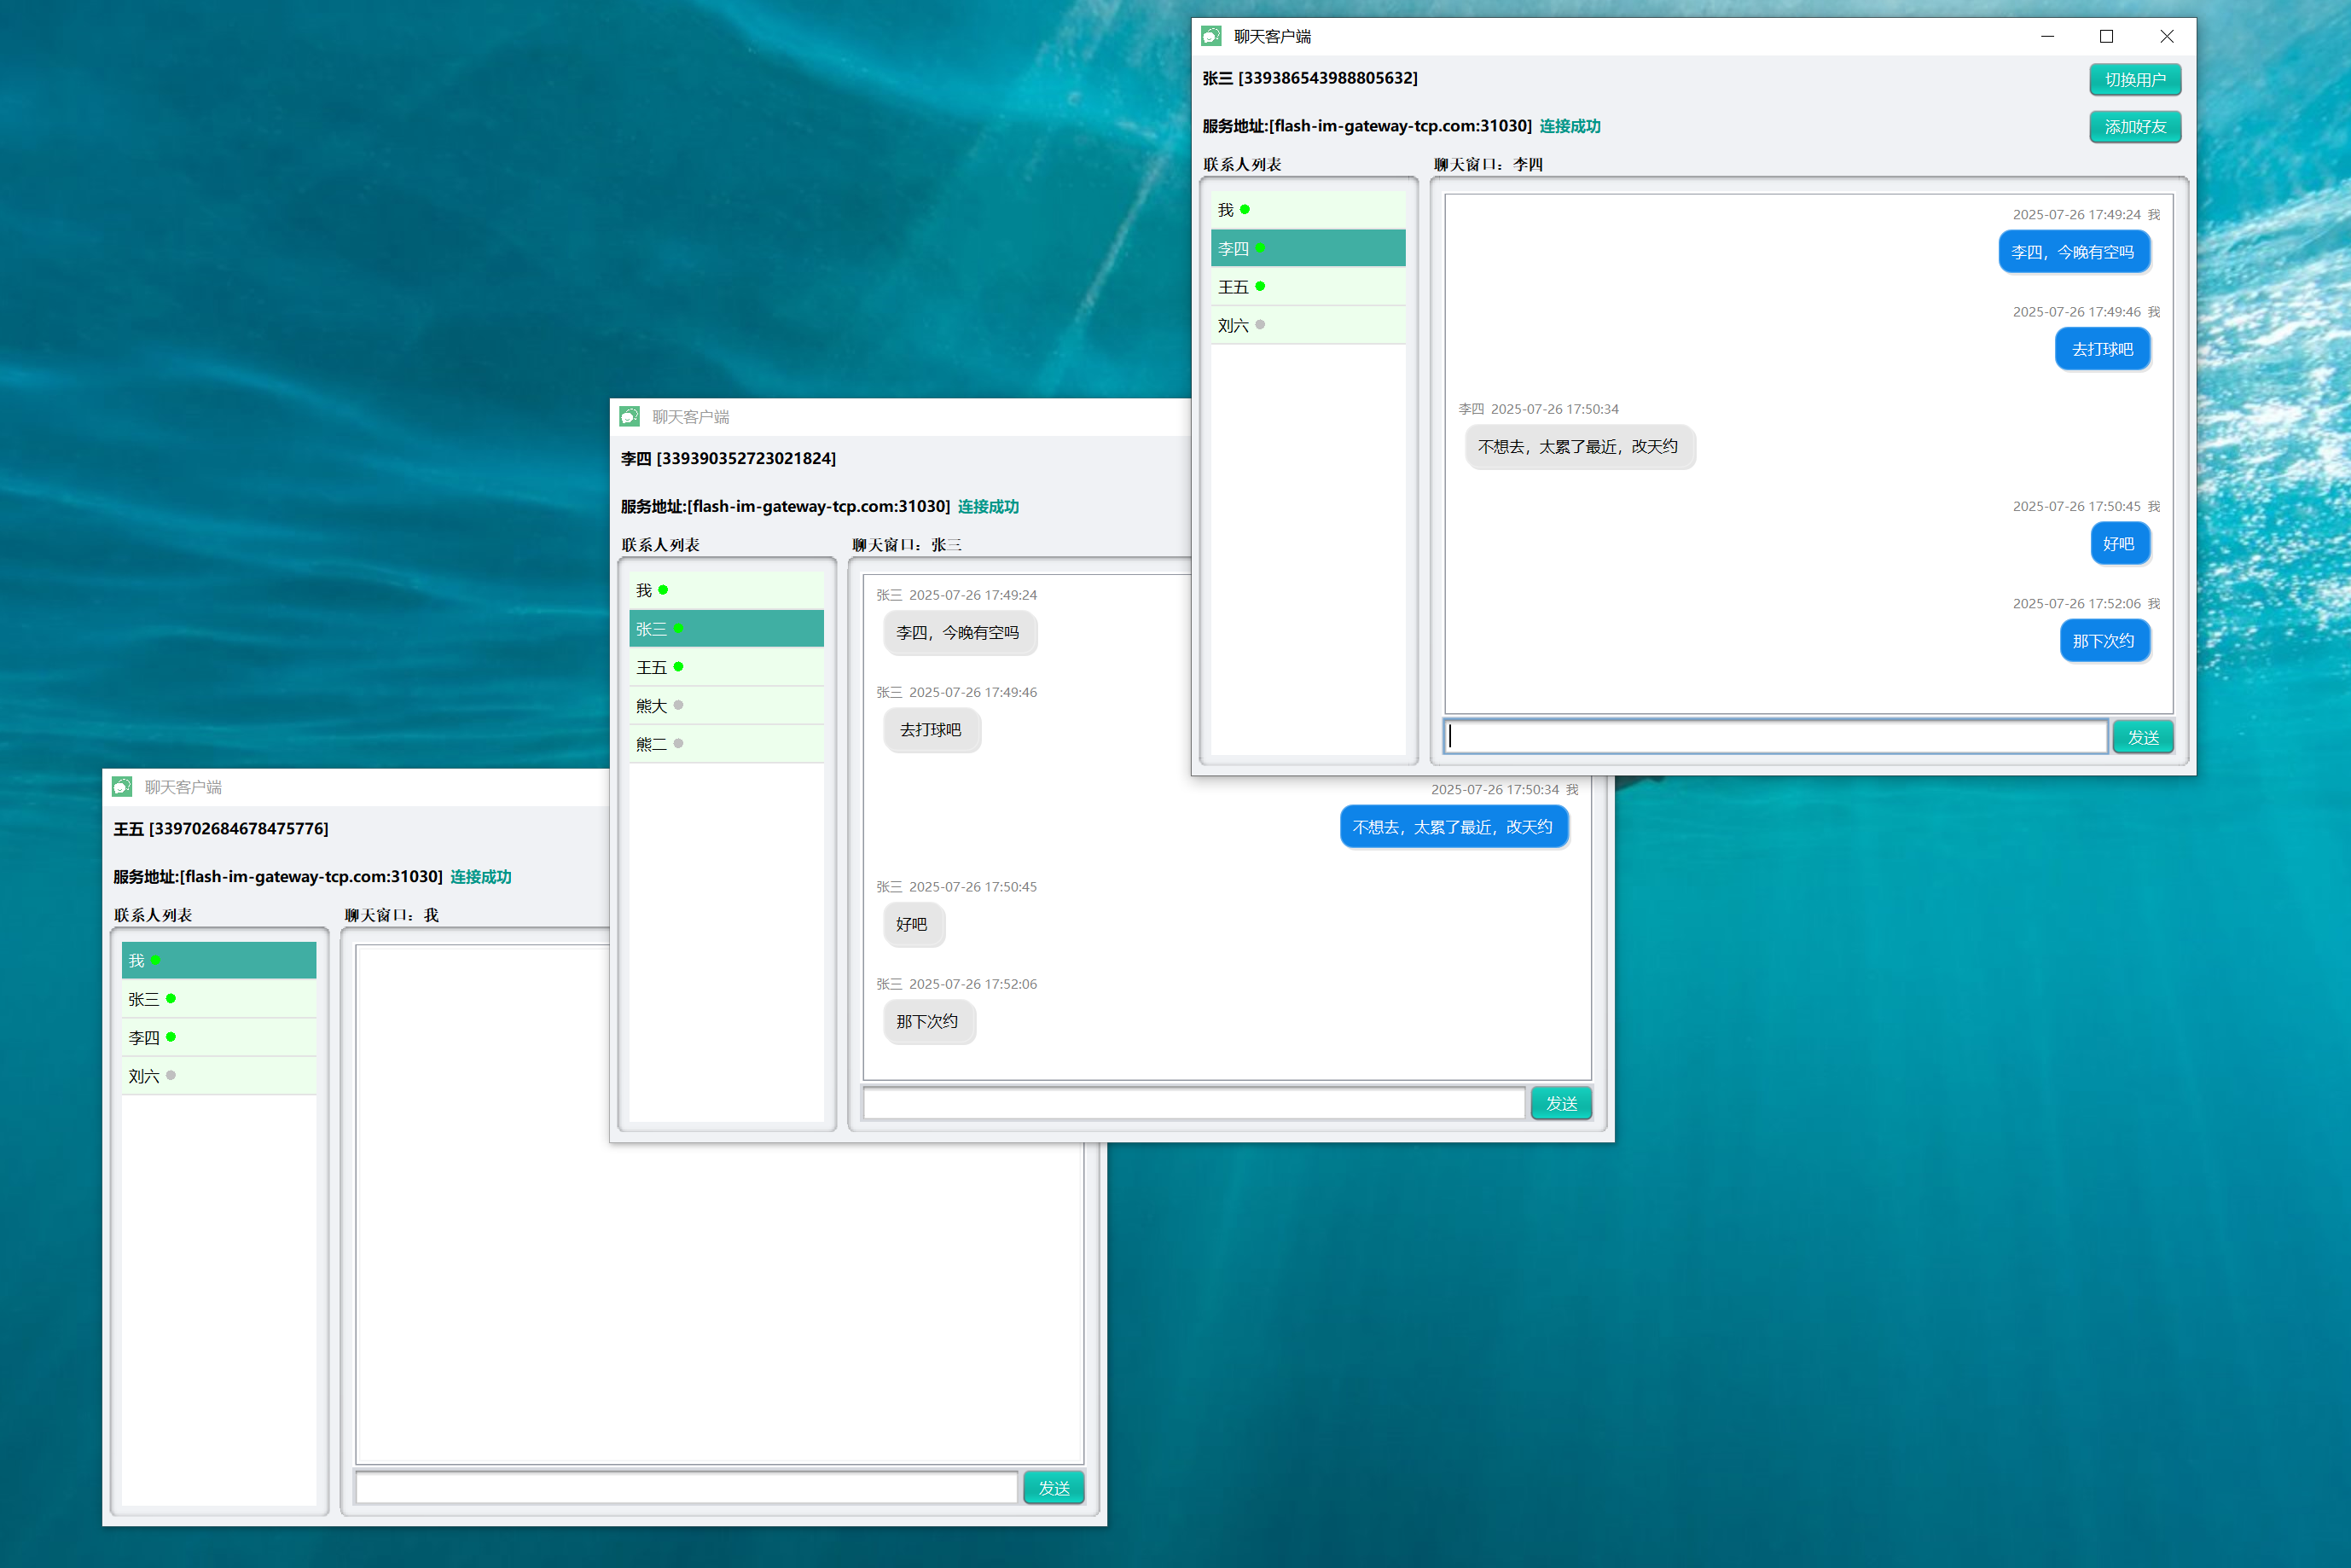 聊天客户端
张三 [339386543988805632]
切换用户
服务地址:[flash-im-gateway-tcp.com:31030] 连接成功
添加好友
联系人列表
聊天窗口：李四
我
李四
王五
刘六
2025-07-26 17:49:24 我
李四，今晚有空吗
2025-07-26 17:49:46 我
去打球吧
李四 2025-07-26 17:50:34
不想去，太累了最近，改天约
2025-07-26 17:50:45 我
好吧
2025-07-26 17:52:06 我
那下次约
发送
聊天客户端
李四 [339390352723021824]
服务地址:[flash-im-gateway-tcp.com:31030] 连接成功
联系人列表
聊天窗口：张三
我
张三
王五
熊大
熊二
张三 2025-07-26 17:49:24
李四，今晚有空吗
张三 2025-07-26 17:49:46
去打球吧
2025-07-26 17:50:34 我
不想去，太累了最近，改天约
张三 2025-07-26 17:50:45
好吧
张三 2025-07-26 17:52:06
那下次约
发送
聊天客户端
王五 [339702684678475776]
服务地址:[flash-im-gateway-tcp.com:31030] 连接成功
联系人列表
聊天窗口：我
我
张三
李四
刘六
发送